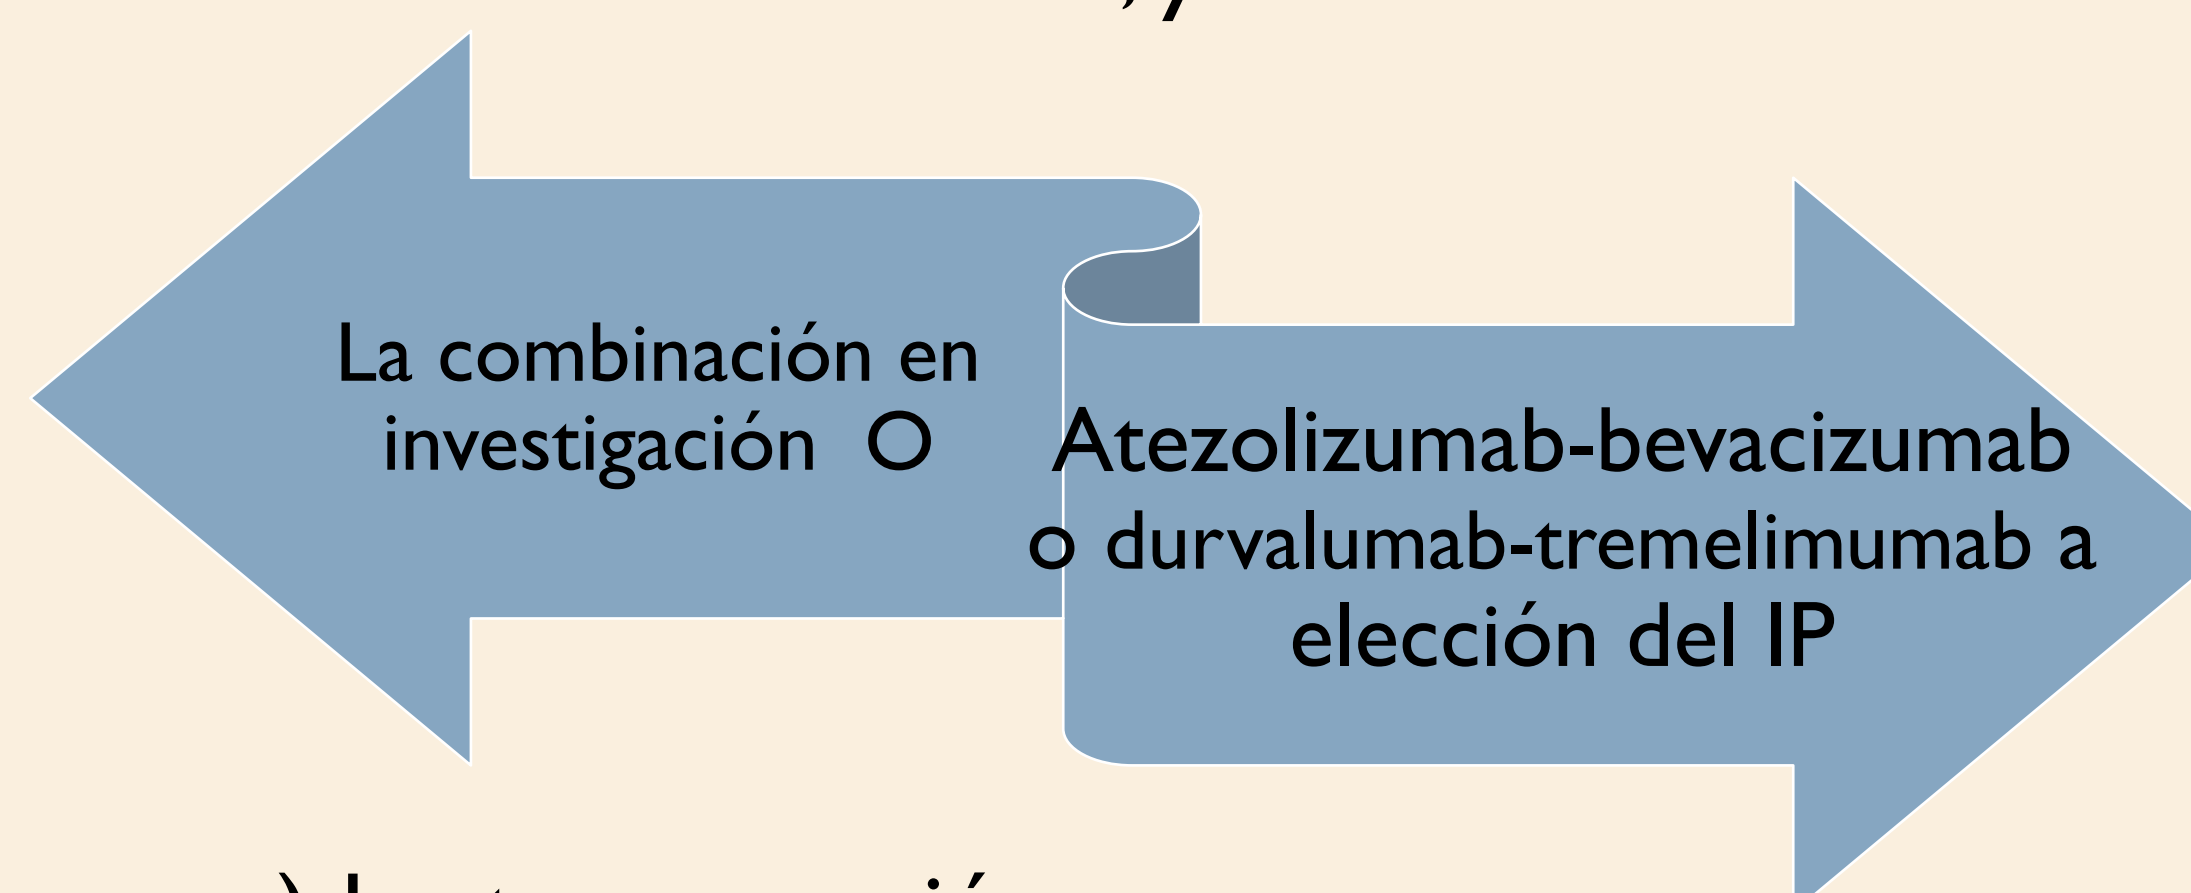 La combinación en
investigación O
Atezolizumab-bevacizumab
o durvalumab-tremelimumab a
elección del IP